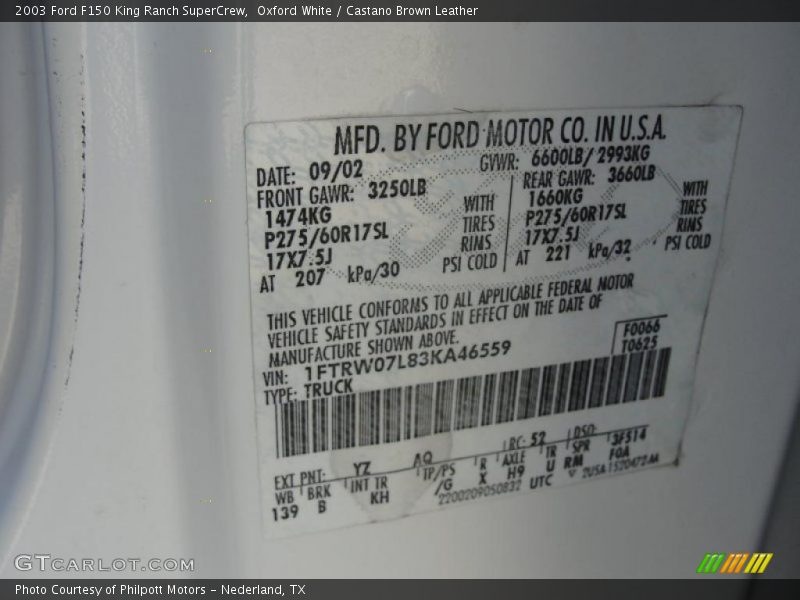 2003 Ford F150 King Ranch SuperCrew, Oxford White / Castano Brown Leather
MFD. BY FORD MOTOR CO. IN U.S.A.
DATE: 09/02 GVWR: 6600LB/ 2993KG
FRONT GAWR: 3250LB REAR GAWR: 3660LB
1474KG WITH 1660KG WITH
P275/60R17SL TIRES P275/60R17SL TIRES
17X7.5J RIMS 17X7.5J RIMS
AT 207 kPa/30 PSI COLD AT 221 kPa/32 PSI COLD
THIS VEHICLE CONFORMS TO ALL APPLICABLE FEDERAL MOTOR
VEHICLE SAFETY STANDARDS IN EFFECT ON THE DATE OF
MANUFACTURE SHOWN ABOVE.
F0066
VIN: 1FTRW07L83KA46559 T0625
TYPE: TRUCK
EXT PNT: YZ AQ RC: 52 DSO:
WB BRK INT TR TP/PS R AXLE TR SPR 3F514
139 B KH /G X H9 U RM FOA
2200209050832 UTC
GTCARLOT.COM
Photo Courtesy of Philpott Motors - Nederland, TX